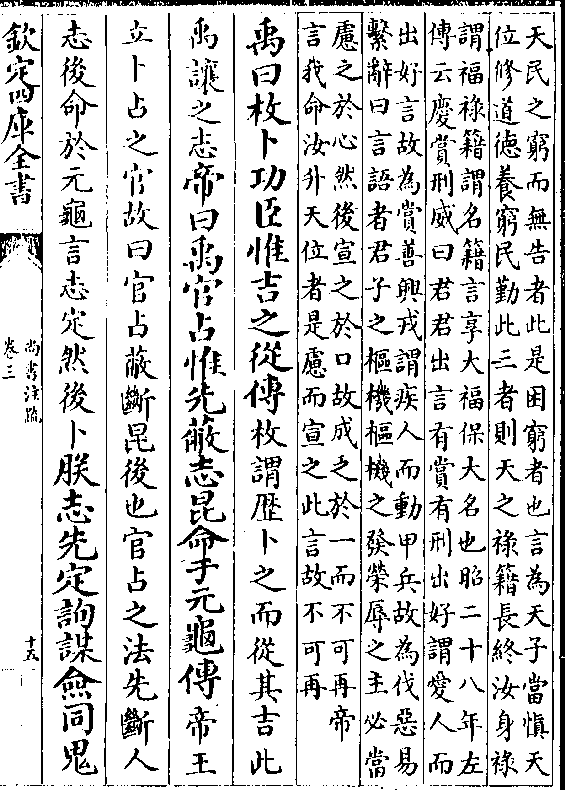 天民之窮而無告者此是困窮者也言為天子當慎天
位修道德養窮民勤此三者則天之祿籍長終汝身祿
謂福祿籍謂名籍言享大福保大名也昭二十八年左
傳云慶賞刑威曰君君出言有賞有刑出好謂愛人而
出好言故為賞善興戎謂疾人而動甲兵故為伐惡易
繫辭曰言語者君子之樞機樞機之發榮辱之主必當
慮之於心然後宣之於口故成之於一而不可再帝
言我命汝升天位者是慮而宣之此言故不可再
禹曰枚卜功臣惟吉之從傳枚謂歴卜之而從其吉此
禹讓之志帝曰禹官占惟先蔽志昆命于元龜傳帝王
立卜占之官故曰官占蔽斷昆後也官占之法先斷人
志後命於元龜言志定然後卜朕志先定詢謀僉同鬼
欽定四庫全書
尚書注疏
卷三
十五